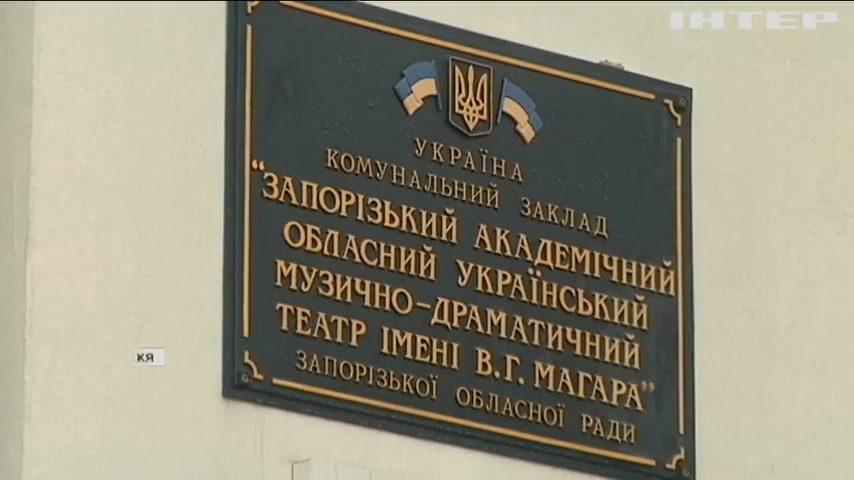 ІНТЕР
УКРАЇНА
КОМУНАЛЬНИЙ ЗАКЛАД
"ЗАПОРІЗЬКИЙ АКАДЕМІЧНИЙ
ОБЛАСНИЙ УКРАЇНСЬКИЙ
МУЗИЧНО-ДРАМАТИЧНИЙ
ТЕАТР ІМЕНІ В.Г. МАГАРА"
ЗАПОРІЗЬКОЇ ОБЛАСНОЇ РАДИ
КЯ